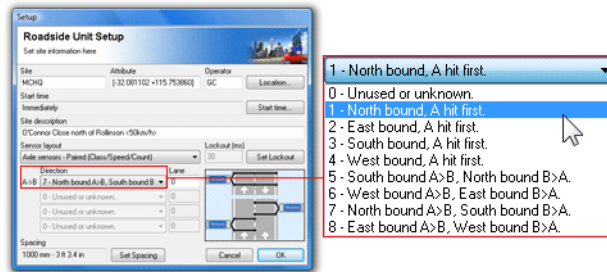 Setup
Roadside Unit Setup
Set site information here
Site Attribute Operator
MCHQ [-32.081102 +115.753860] GC Location...
Start time
Immediately Start time...
Site description
O'Connor Close north of Rollinson <50km/h>
Sensor layout Lockout (ms)
Axle sensors - Paired (Class/Speed/Count) 30 Set Lockout
Direction Lane
A->B 7 - North bound A>B, South bound B 0
0 - Unused or unknown. 0
0 - Unused or unknown. 0
Spacing
1000 mm - 3 ft 3.4 in Set Spacing Cancel OK
1 - North bound, A hit first.
0 - Unused or unknown.
1 - North bound, A hit first.
2 - East bound, A hit first.
3 - South bound, A hit first.
4 - West bound, A hit first.
5 - South bound A>B, North bound B>A.
6 - West bound A>B, East bound B>A.
7 - North bound A>B, South bound B>A.
8 - East bound A>B, West bound B>A.